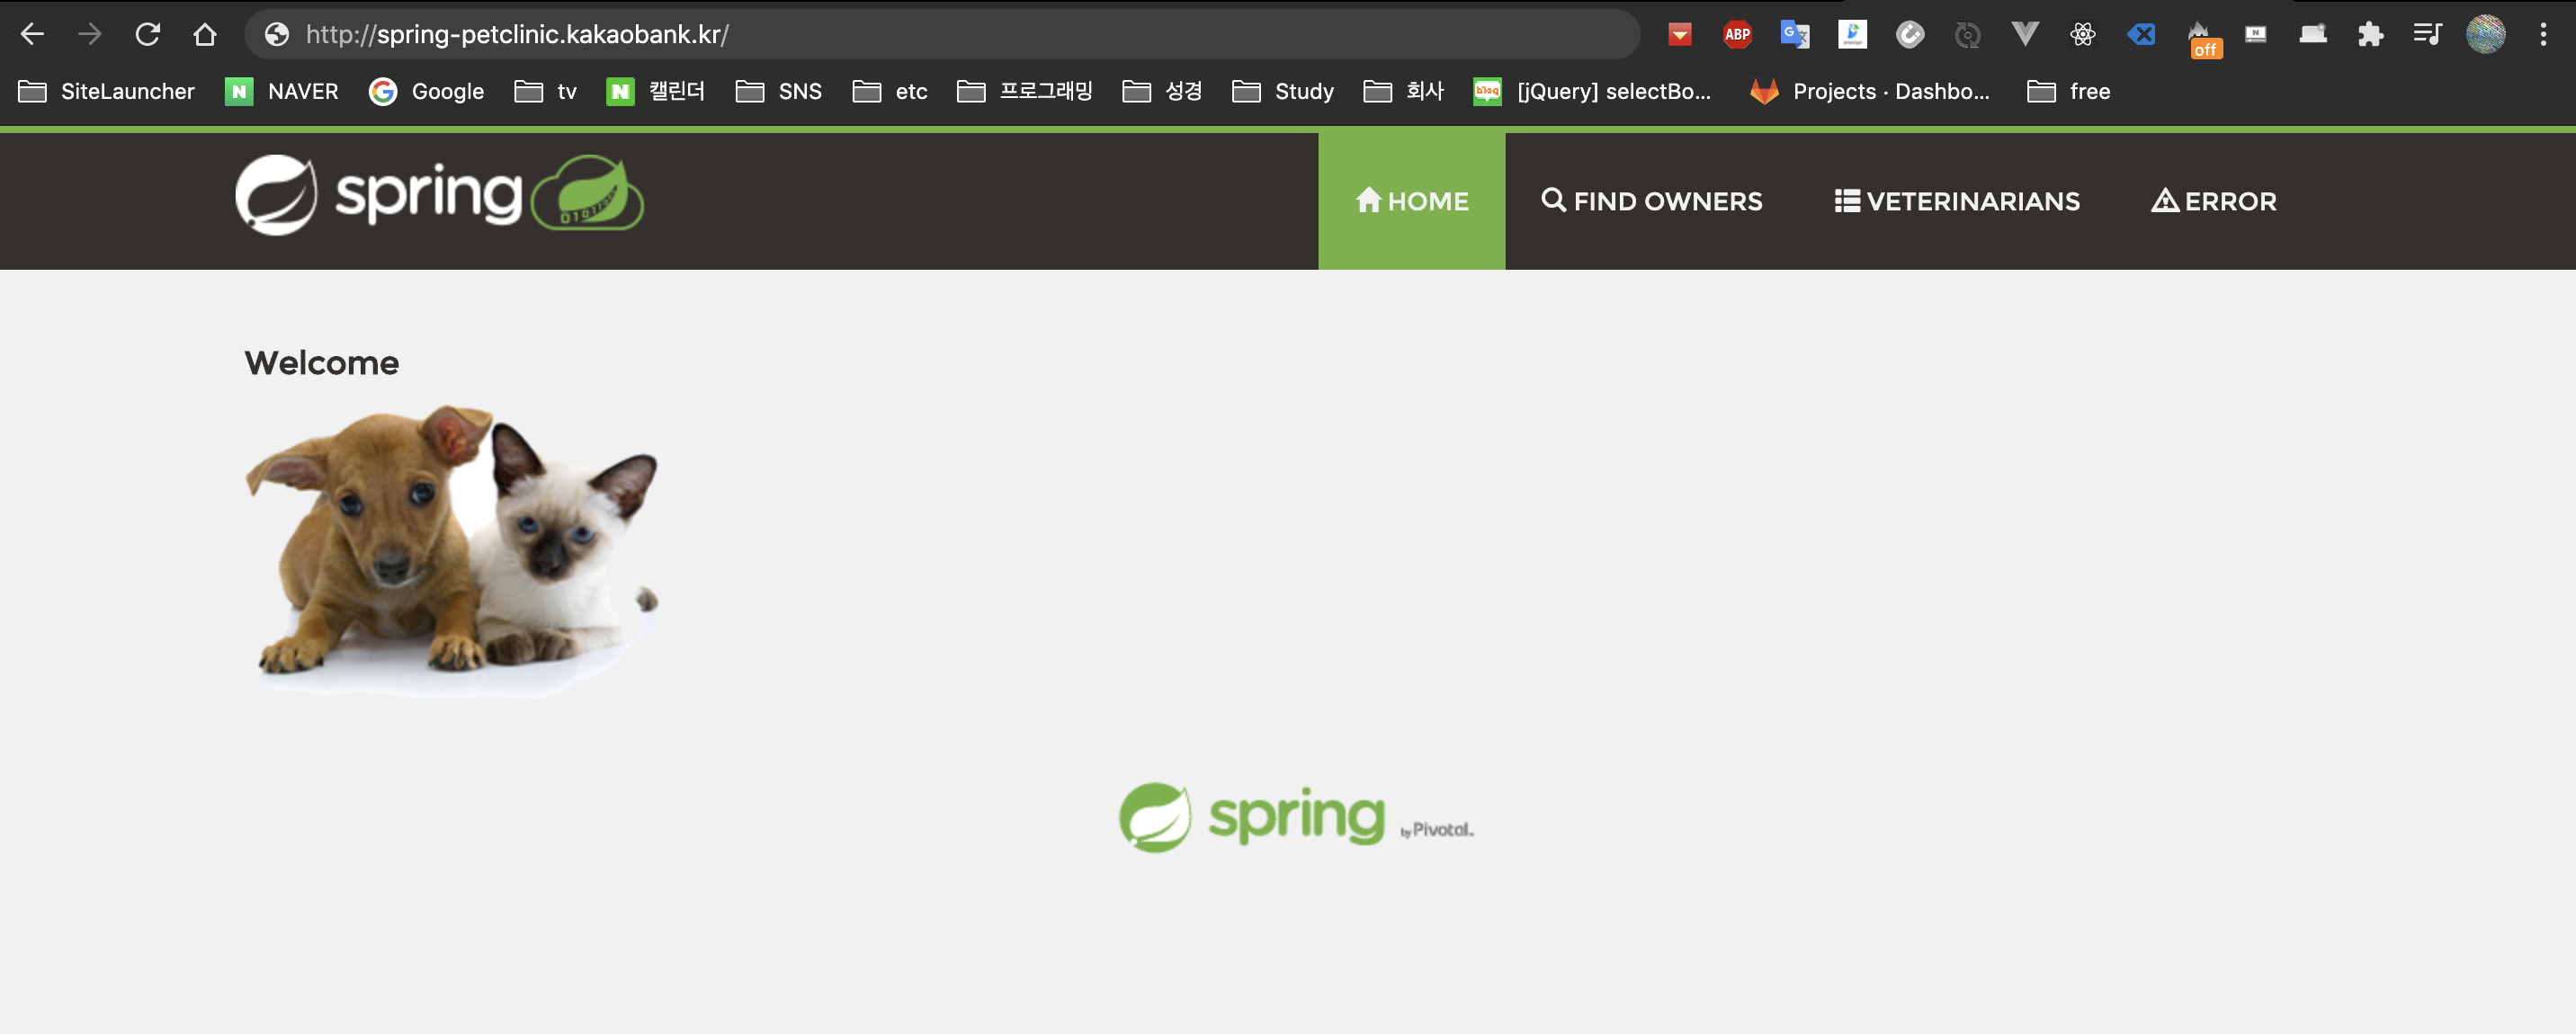 http://spring-petclinic.kakaobank.kr/
ABP
off
SiteLauncher NAVER Google tv 캘린더 SNS etc 프로그래밍 성경 Study 회사 [jQuery] selectBo... Projects · Dashbo... free
spring
HOME FIND OWNERS VETERINARIANS ERROR
Welcome
spring by Pivotal